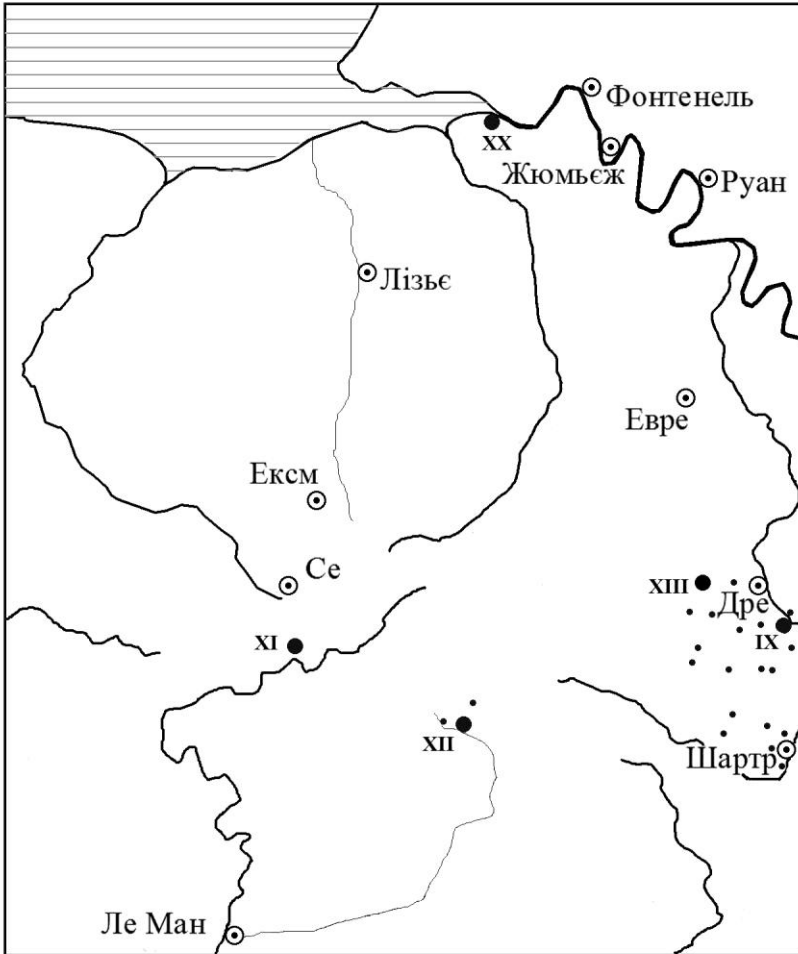 Фонтенель
XX
Жюмьєж
Руан
Лізьє
Евре
Ексм
Се
XIII
Дре
XI
IX
XII
Шартр
Ле Ман